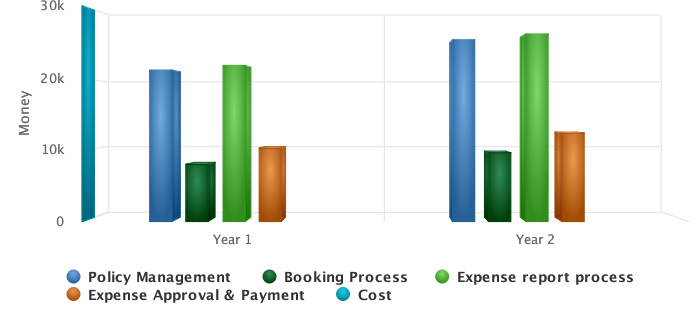 30k
20k
10k
0
Money
Year 1 Year 2
Policy Management Booking Process Expense report process
Expense Approval & Payment Cost